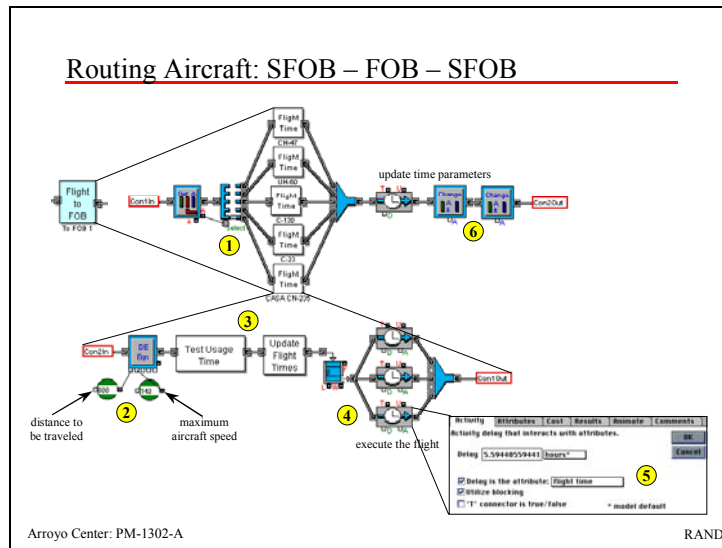 Routing Aircraft: SFOB – FOB – SFOB
Flight
Time
CH-47
Flight
Time
UH-60
update time parameters
Flight
to
FOB
To FOB 1
Con1In
Select
Flight
Time
C-130
Change
Change
Con2Out
1
6
Flight
Time
C-23
Flight
Time
CASA CN-235
3
Con2In
DE
Eqn
Test Usage
Time
Update
Flight
Times
Con1Out
2
4
distance to
be traveled
maximum
aircraft speed
execute the flight
Activity Attributes Cost Results Animate Comments
Activity delay that interacts with attributes.
OK
Cancel
Delay 5.59440559441 hours*
Delay is the attribute: flight time
5
Utilize blocking
"T" connector is true/false
* model default
Arroyo Center: PM-1302-A
RAND